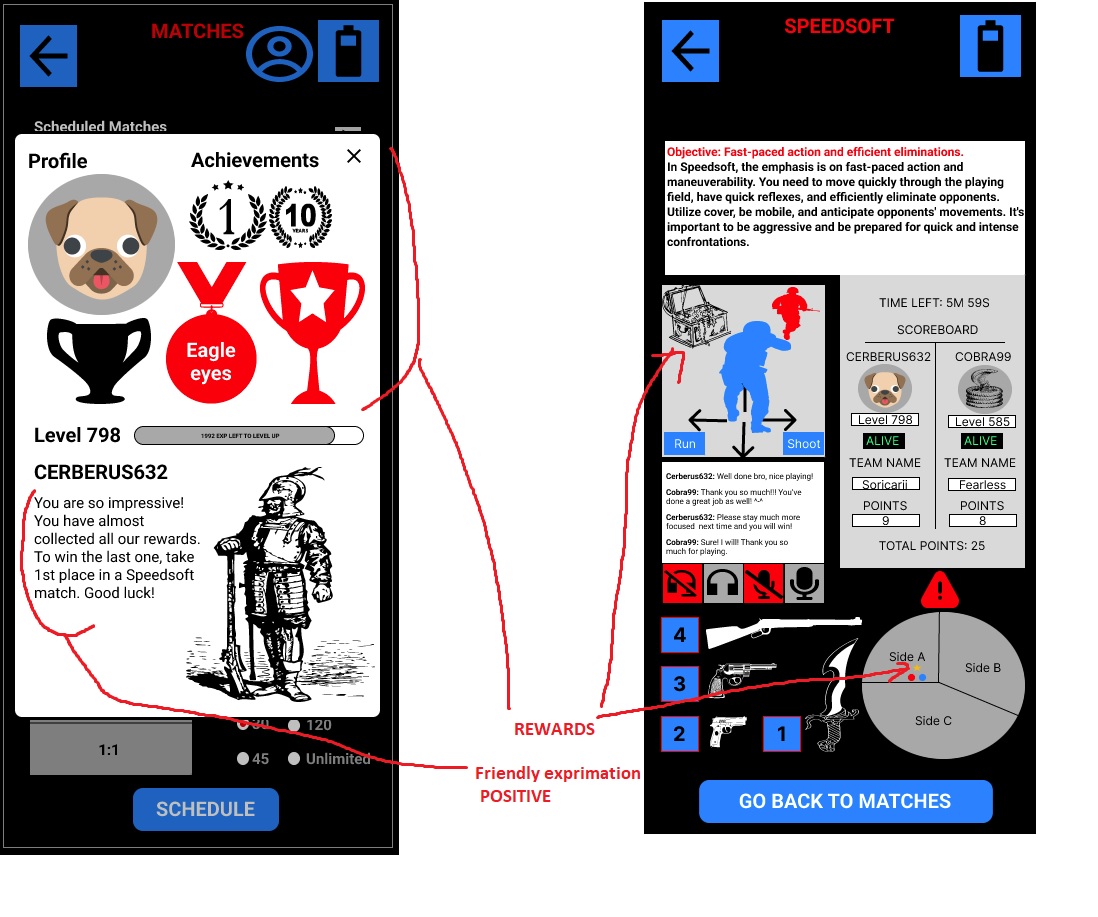 MATCHES
Scheduled Matches
Profile
Achievements
1
10
YEARS
Eagle
eyes
Level 798
1992 EXP LEFT TO LEVEL UP
CERBERUS632
You are so impressive!
You have almost
collected all our rewards.
To win the last one, take
1st place in a Speedsoft
match. Good luck!
30
120
1:1
45
Unlimited
SCHEDULE
REWARDS
Friendly exprimation
POSITIVE
SPEEDSOFT
Objective: Fast-paced action and efficient eliminations.
In Speedsoft, the emphasis is on fast-paced action and
maneuverability. You need to move quickly through the playing
field, have quick reflexes, and efficiently eliminate opponents.
Utilize cover, be mobile, and anticipate opponents' movements. It's
important to be aggressive and be prepared for quick and intense
confrontations.
Run
Shoot
TIME LEFT: 5M 59S
SCOREBOARD
CERBERUS632
COBRA99
Level 798
Level 585
ALIVE
ALIVE
TEAM NAME
TEAM NAME
Soricarii
Fearless
POINTS
POINTS
9
8
TOTAL POINTS: 25
Cerberus632: Well done bro, nice playing!
Cobra99: Thank you so much!!! You've
done a great job as well! ^-^
Cerberus632: Please stay much more
focused next time and you will win!
Cobra99: Sure! I will! Thank you so
much for playing.
!
4
3
2
1
Side A
Side B
Side C
GO BACK TO MATCHES